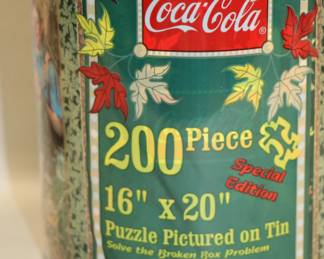 Coca-Cola®
200 Piece
Special
Edition
16" x 20"
Puzzle Pictured on Tin
Solve the Broken Box Problem